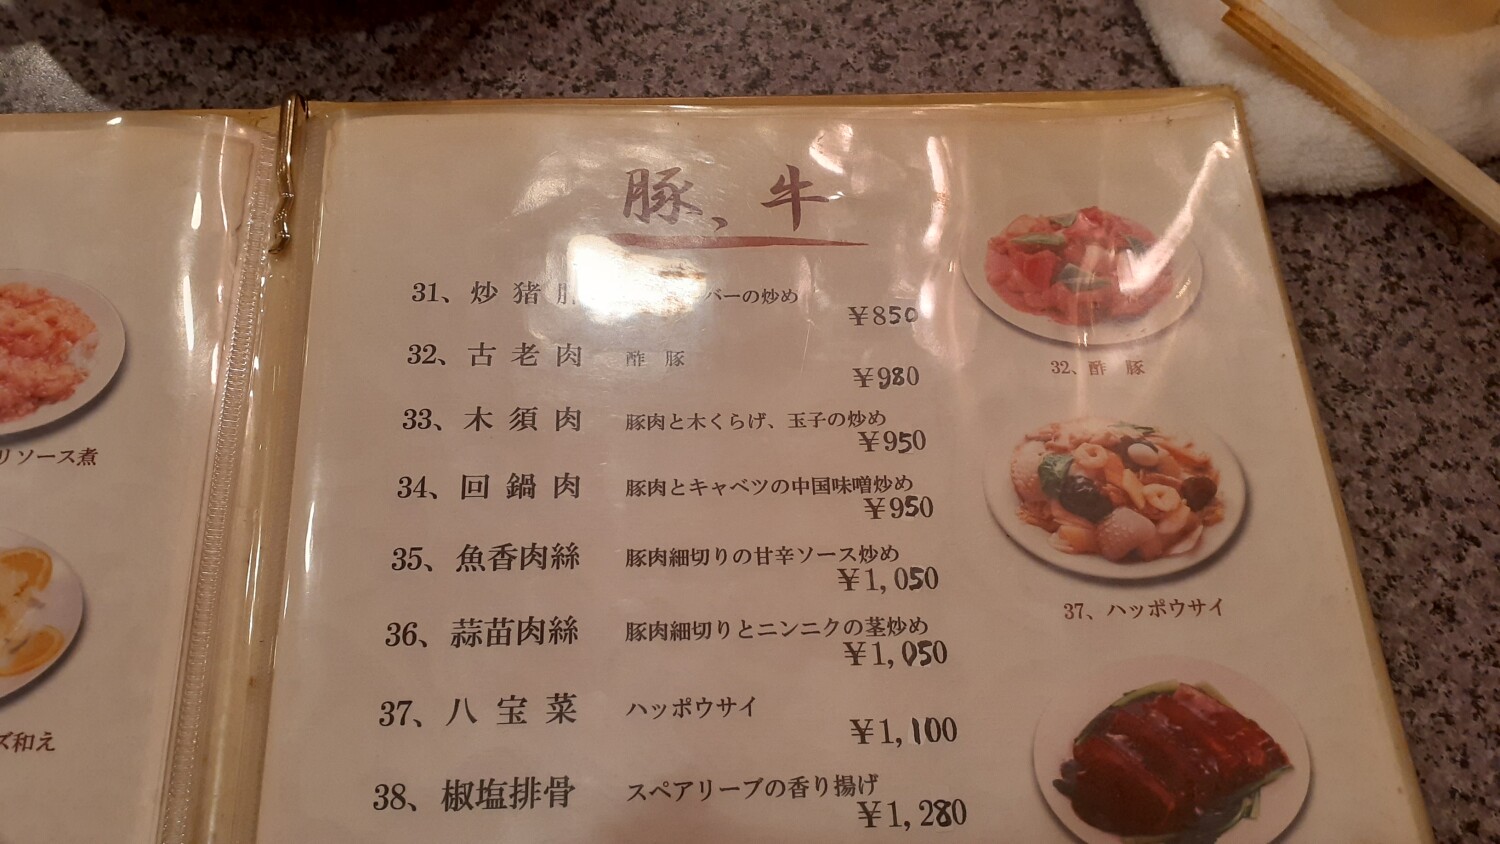 リソース煮
ズ和え
豚、牛
31、炒猪 バーの炒め
¥850
32、古老肉 酢豚
¥980
33、木須肉 豚肉と木くらげ、玉子の炒め
¥950
34、回鍋肉 豚肉とキャベツの中国味噌炒め
¥950
35、魚香肉絲 豚肉細切りの甘辛ソース炒め
¥1,050
36、蒜苗肉絲 豚肉細切りとニンニクの茎炒め
¥1,050
37、八宝菜 ハッポウサイ
¥1,100
38、椒塩排骨 スペアリーブの香り揚げ
¥1,280
32、酢豚
37、ハッポウサイ